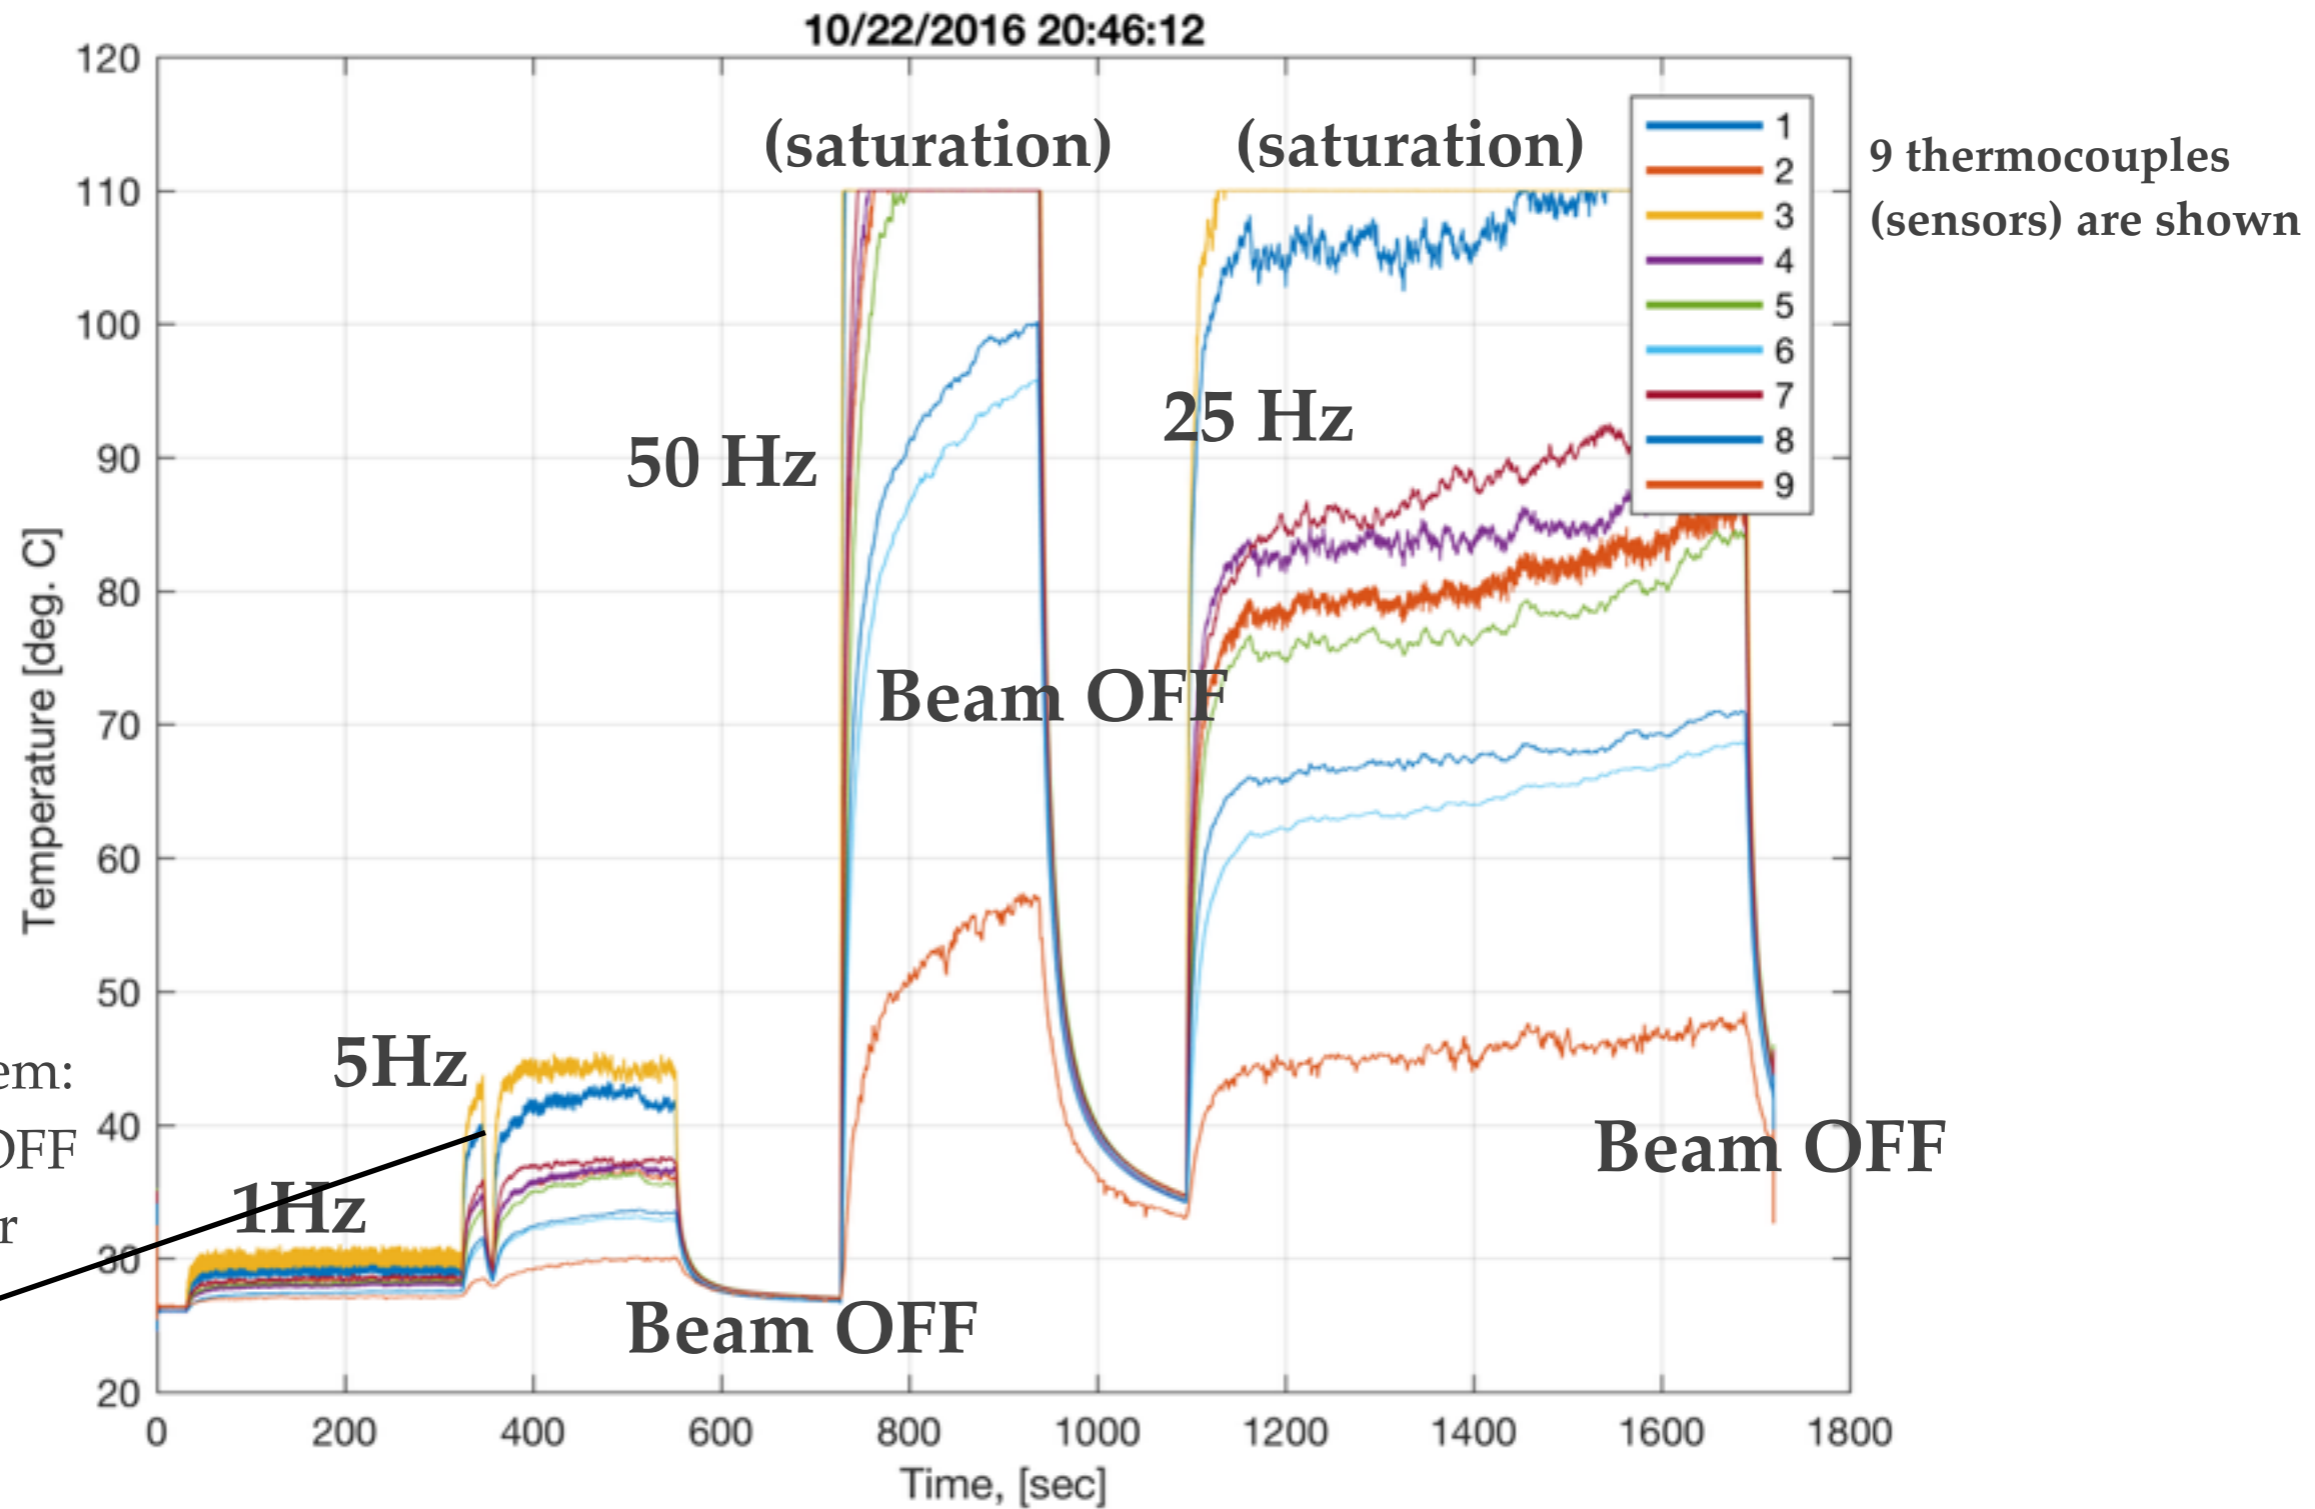 10/22/2016 20:46:12
120
110
100
90
80
70
60
50
40
30
20
Temperature [deg. C]
0 200 400 600 800 1000 1200 1400 1600 1800
Time, [sec]
(saturation)
(saturation)
50 Hz
25 Hz
Beam OFF
5Hz
1Hz
Beam OFF
Beam OFF
1
2
3
4
5
6
7
8
9
9 thermocouples
(sensors) are shown
em:
OFF
r